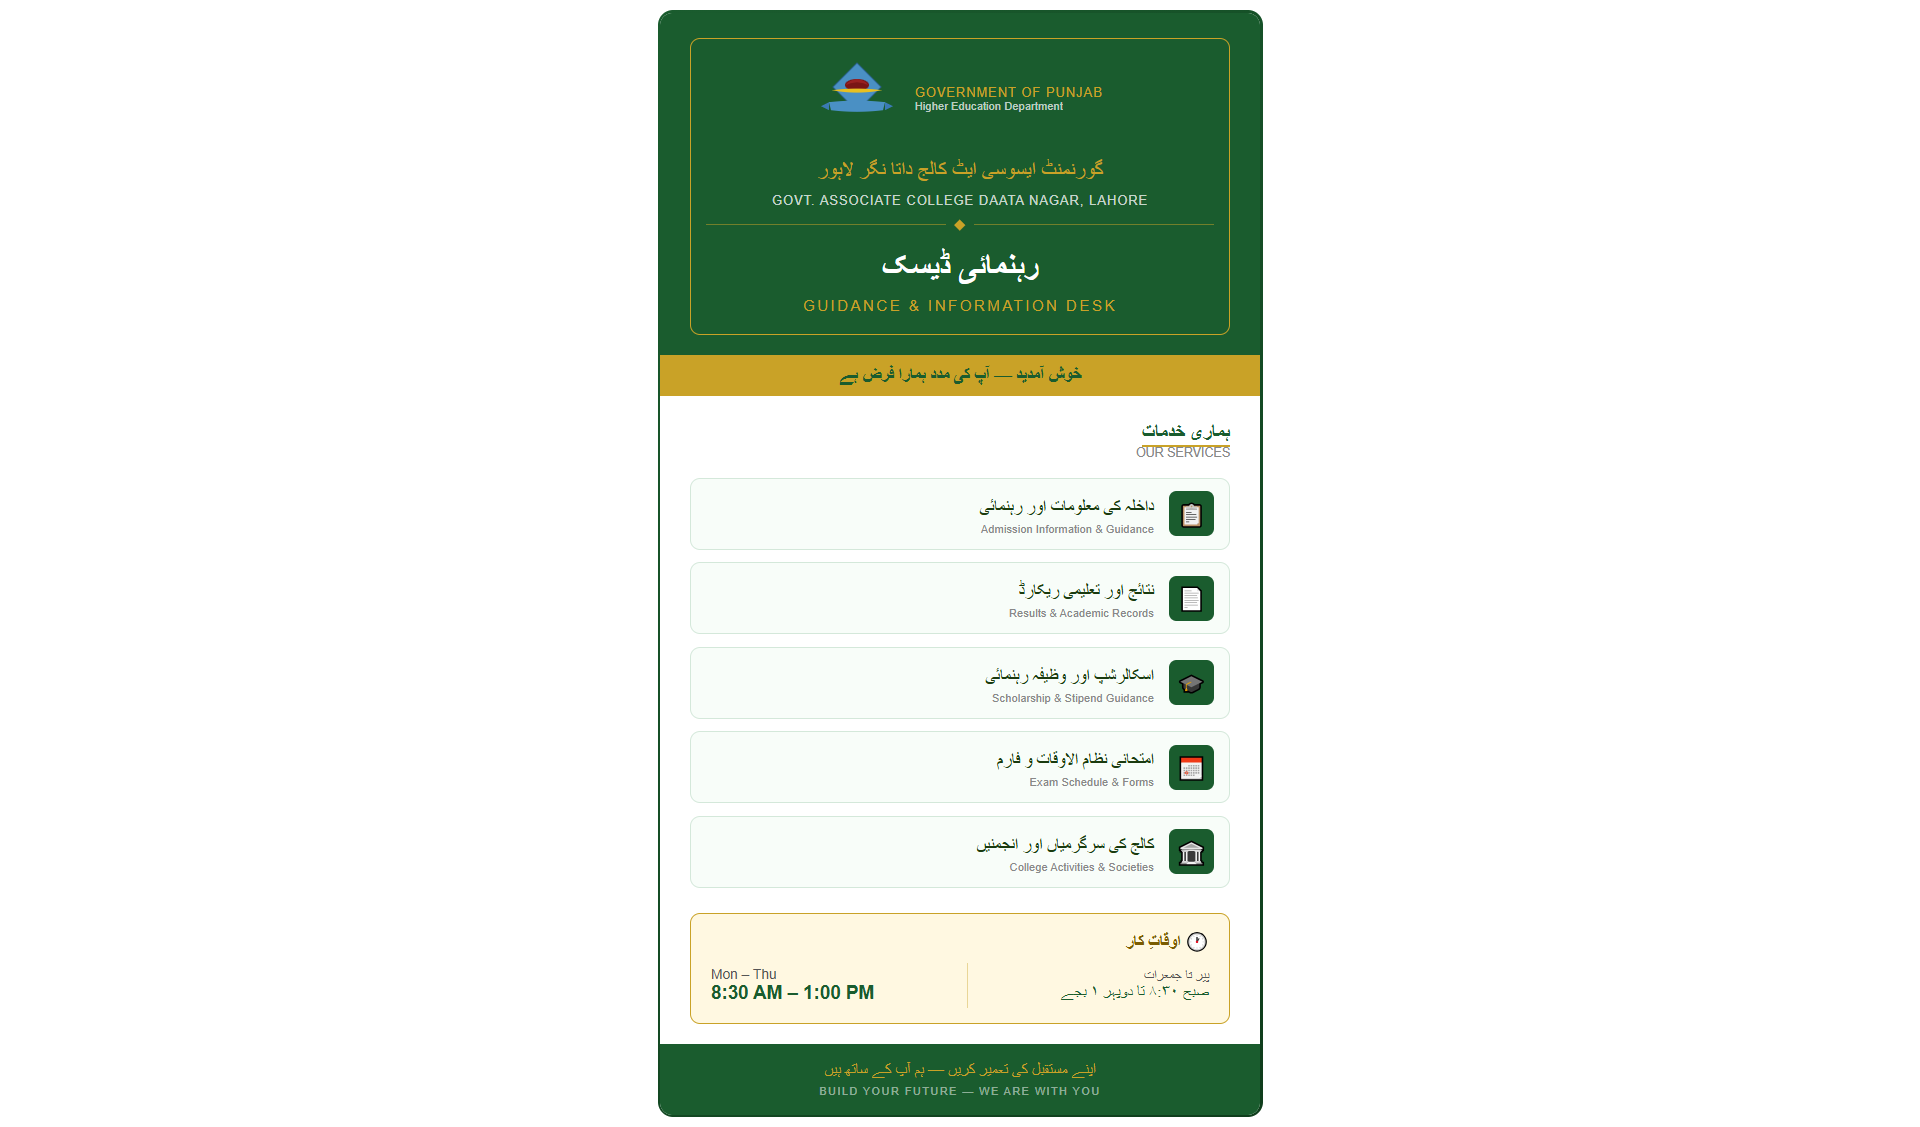 GOVERNMENT OF PUNJAB
Higher Education Department
گورنمنٹ ایسوسی ایٹ کالج داتا نگر لاہور
GOVT. ASSOCIATE COLLEGE DAATA NAGAR, LAHORE
رہنمائی ڈیسک
GUIDANCE & INFORMATION DESK
خوش آمدید — آپ کی مدد ہمارا فرض ہے
ہماری خدمات
OUR SERVICES
داخلہ کی معلومات اور رہنمائی
Admission Information & Guidance
نتائج اور تعلیمی ریکارڈ
Results & Academic Records
اسکالرشپ اور وظیفہ رہنمائی
Scholarship & Stipend Guidance
امتحانی نظام الاوقات و فارم
Exam Schedule & Forms
کالج کی سرگرمیاں اور انجمنیں
College Activities & Societies
اوقاتِ کار
پیر تا جمعرات
صبح ۸:۳۰ تا دوپہر ۱ بجے
Mon – Thu
8:30 AM – 1:00 PM
اپنے مستقبل کی تعمیر کریں — ہم آپ کے ساتھ ہیں
BUILD YOUR FUTURE — WE ARE WITH YOU